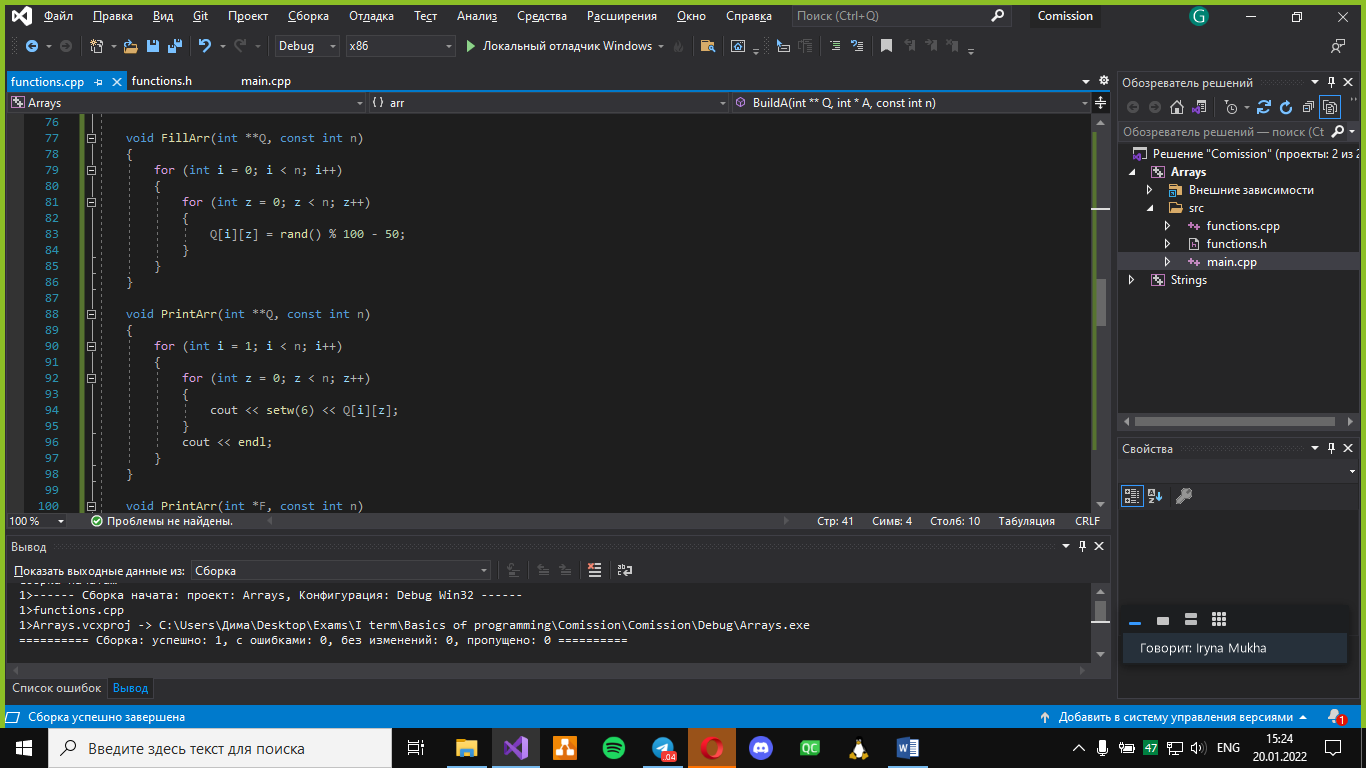 Файл Правка Вид Git Проект Сборка Отладка Тест Анализ Средства Расширения Окно Справка Поиск (Ctrl+Q) Comission G
Debug x86 Локальный отладчик Windows
functions.cpp functions.h main.cpp
Arrays {} arr BuildA(int ** Q, int * A, const int n)
76
77 void FillArr(int **Q, const int n)
78 {
79 for (int i = 0; i < n; i++)
80 {
81 for (int z = 0; z < n; z++)
82 {
83 Q[i][z] = rand() % 100 - 50;
84 }
85 }
86 }
87
88 void PrintArr(int **Q, const int n)
89 {
90 for (int i = 1; i < n; i++)
91 {
92 for (int z = 0; z < n; z++)
93 {
94 cout << setw(6) << Q[i][z];
95 }
96 cout << endl;
97 }
98 }
99
100 void PrintArr(int *F, const int n)
100 % Проблемы не найдены. Стр: 41 Симв: 4 Столб: 10 Табуляция CRLF
Вывод
Показать выходные данные из: Сборка
1>------ Сборка начата: проект: Arrays, Конфигурация: Debug Win32 ------
1>functions.cpp
1>Arrays.vcxproj -> C:\Users\Дима\Desktop\Exams\I term\Basics of programming\Comission\Comission\Debug\Arrays.exe
========== Сборка: успешно: 1, с ошибками: 0, без изменений: 0, пропущено: 0 ==========
Список ошибок Вывод
Обозреватель решений
Обозреватель решений — поиск (Ct
Решение "Comission" (проекты: 2 из 2
Arrays
Внешние зависимости
src
functions.cpp
functions.h
main.cpp
Strings
Свойства
Говорит: Iryna Mukha
Сборка успешно завершена Добавить в систему управления версиями 1
Введите здесь текст для поиска .04 QC W 47 ENG 15:24
20.01.2022